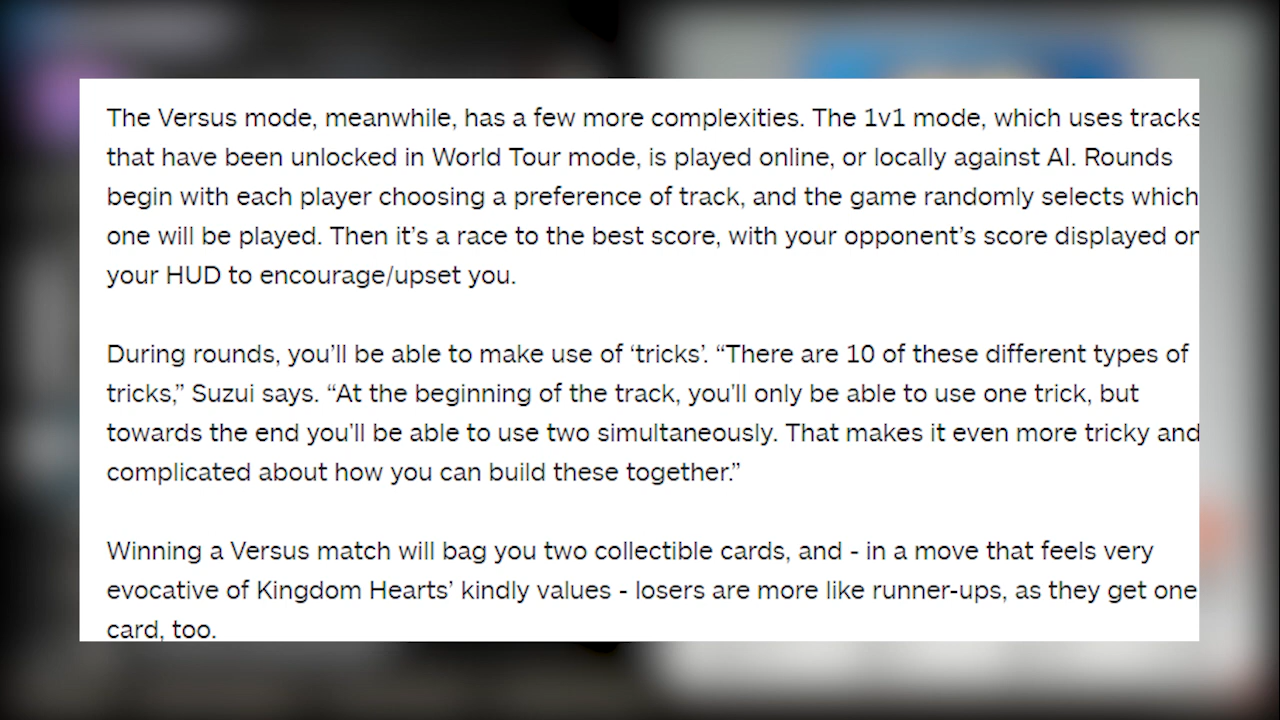 The Versus mode, meanwhile, has a few more complexities. The 1v1 mode, which uses tracks
that have been unlocked in World Tour mode, is played online, or locally against AI. Rounds
begin with each player choosing a preference of track, and the game randomly selects which
one will be played. Then it’s a race to the best score, with your opponent’s score displayed on
your HUD to encourage/upset you.
During rounds, you’ll be able to make use of ‘tricks’. “There are 10 of these different types of
tricks,” Suzui says. “At the beginning of the track, you'll only be able to use one trick, but
towards the end you’ll be able to use two simultaneously. That makes it even more tricky and
complicated about how you can build these together.”
Winning a Versus match will bag you two collectible cards, and - in a move that feels very
evocative of Kingdom Hearts’ kindly values - losers are more like runner-ups, as they get one
card, too.